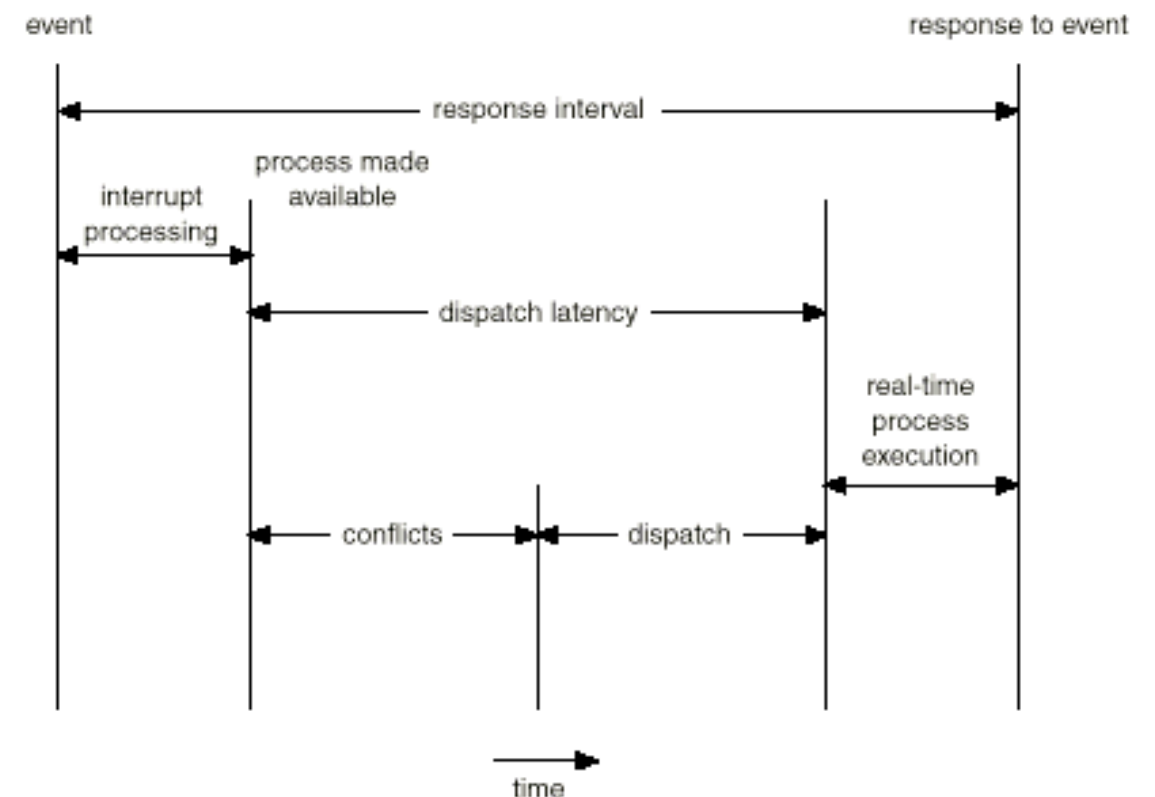 event
response to event
response interval
process made
available
interrupt
processing
dispatch latency
real-time
process
execution
conflicts
dispatch
time